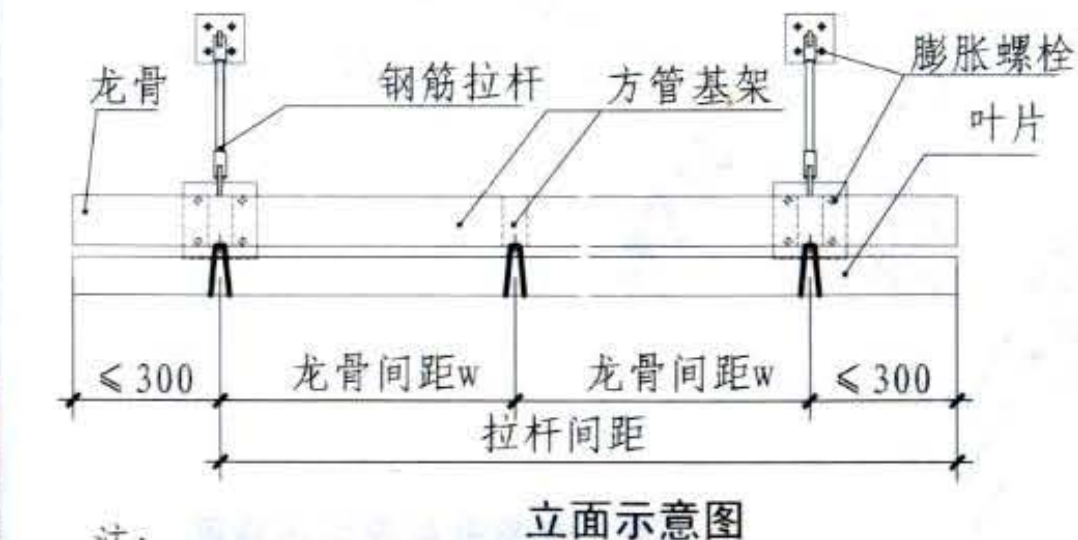 膨胀螺栓
龙骨
钢筋拉杆
方管基架
叶片
≤300
龙骨间距w
龙骨间距w
≤300
拉杆间距
立面示意图
注: